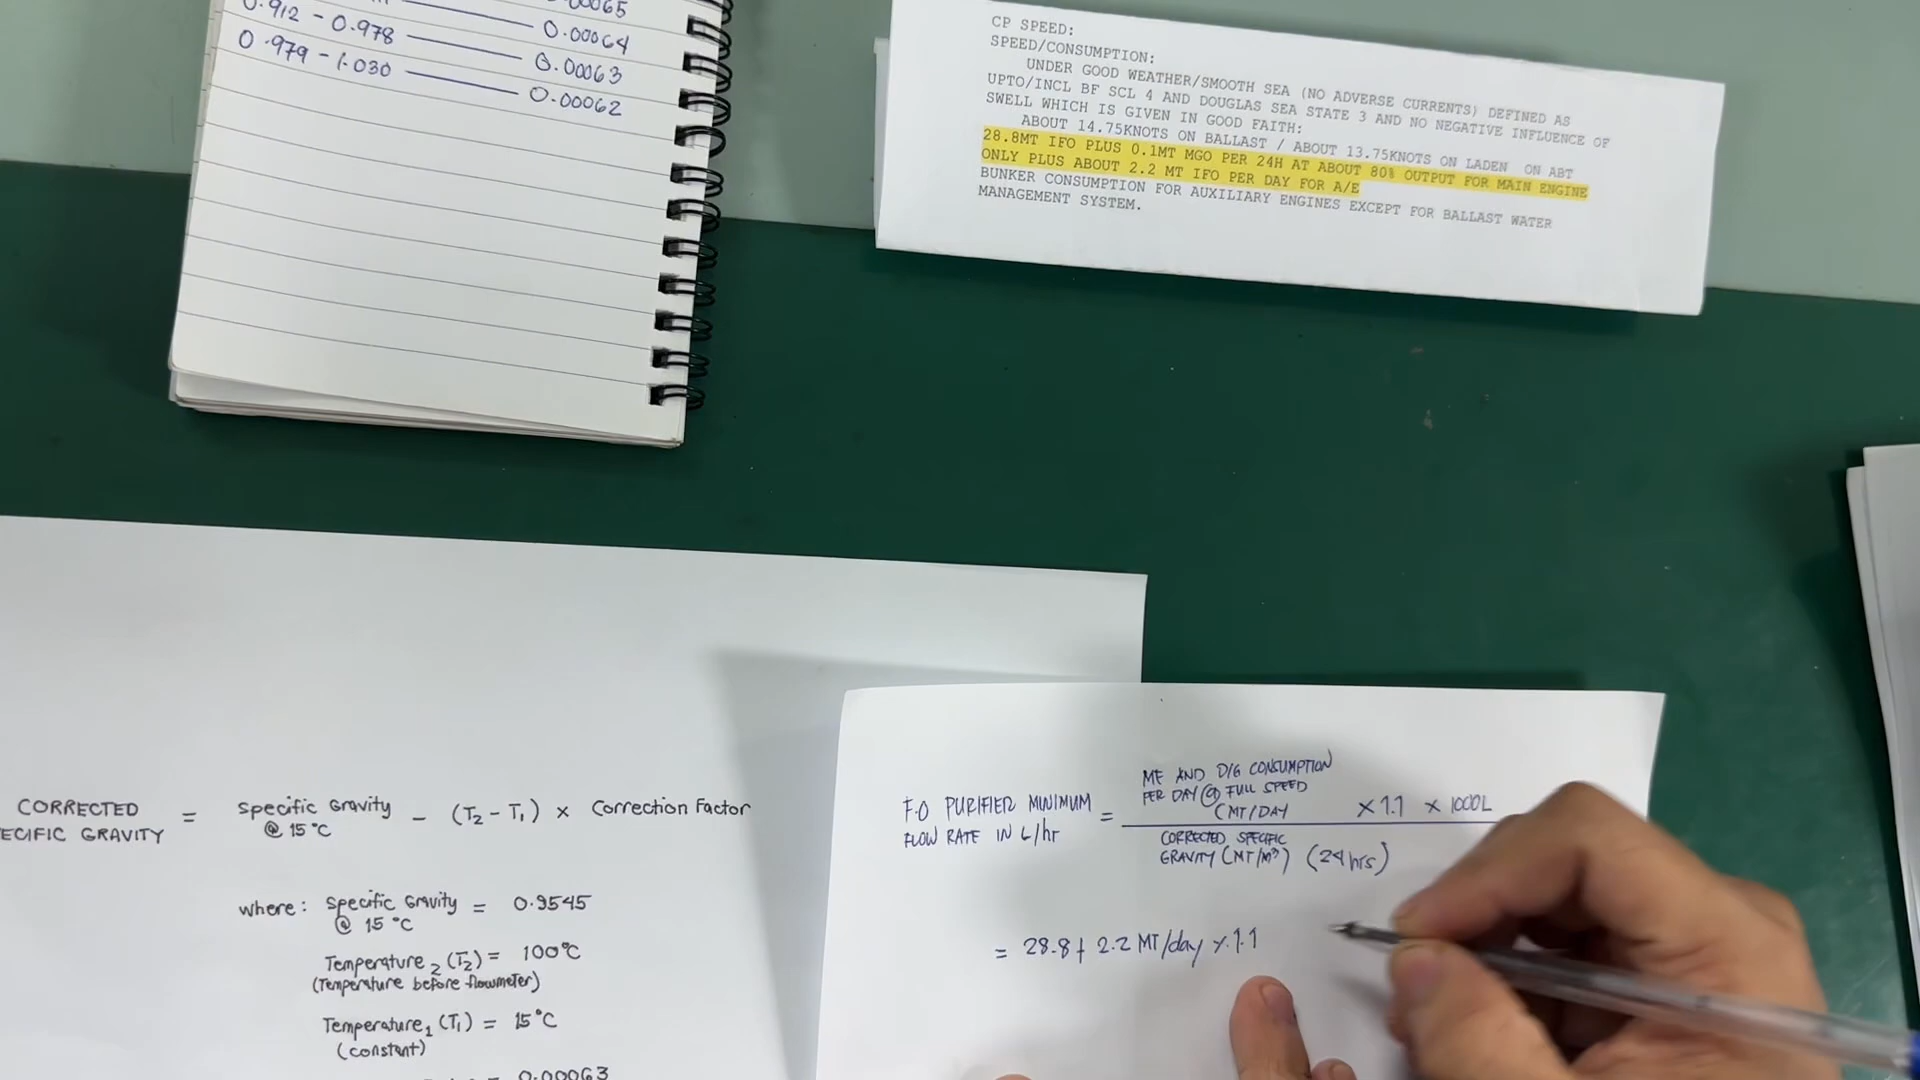 0.00065
0.912 - 0.978 0.00064
0.979 - 1.030 0.00063
0.00062
CP SPEED:
SPEED/CONSUMPTION:
UNDER GOOD WEATHER/SMOOTH SEA (NO ADVERSE CURRENTS) DEFINED AS
UPTO/INCL BF SCL 4 AND DOUGLAS SEA STATE 3 AND NO NEGATIVE INFLUENCE OF
SWELL WHICH IS GIVEN IN GOOD FAITH:
ABOUT 14.75KNOTS ON BALLAST / ABOUT 13.75KNOTS ON LADEN ON ABT
28.8MT IFO PLUS 0.1MT MGO PER 24H AT ABOUT 80% OUTPUT FOR MAIN ENGINE
ONLY PLUS ABOUT 2.2 MT IFO PER DAY FOR A/E
BUNKER CONSUMPTION FOR AUXILIARY ENGINES EXCEPT FOR BALLAST WATER
MANAGEMENT SYSTEM.
CORRECTED = Specific Gravity - (T₂ - T₁) × Correction Factor
ECIFIC GRAVITY @ 15 °C
where: Specific Gravity = 0.9545
@ 15 °C
Temperature₂ (T₂) = 100°C
(Temperature before flowmeter)
Temperature₁ (T₁) = 15°C
(constant)
0.00063
ME AND D/G CONSUMPTION
PER DAY @ FULL SPEED
F.O PURIFIER MINIMUM = (MT/DAY × 1.1 × 1000L
FLOW RATE IN L/hr CORRECTED SPECIFIC
GRAVITY (MT/m³) (24 hrs)
= 28.8 + 2.2 MT/day × 1.1